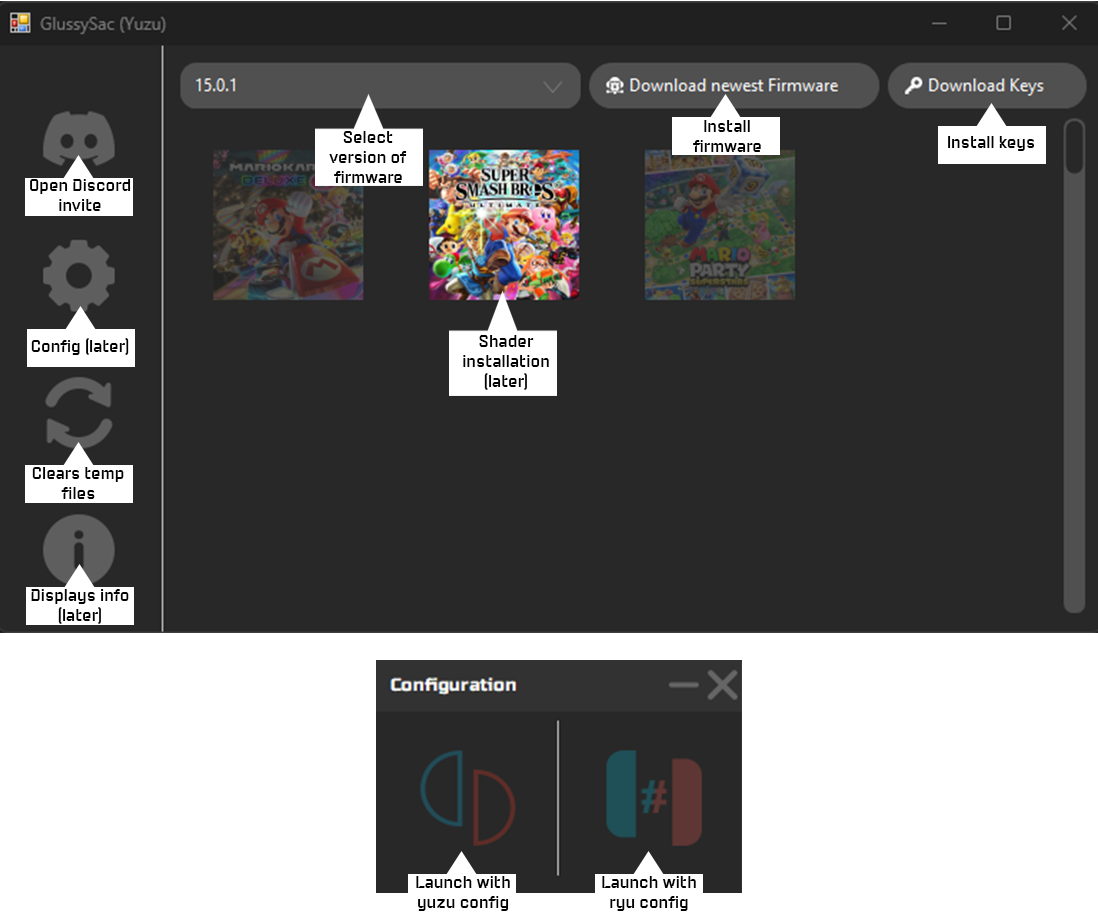 GlussySac (Yuzu)
15.0.1
Download newest Firmware
Download Keys
Select
version of
firmware
Install
firmware
Install keys
Open Discord
invite
MARIOKART
DELUXE
SUPER
SMASH BROS.
ULTIMATE
MARIO
PARTY
SUPERSTARS
Config (later)
Shader
installation
(later)
Clears temp
files
Displays info
(later)
Configuration
#
Launch with
yuzu config
Launch with
ryu config